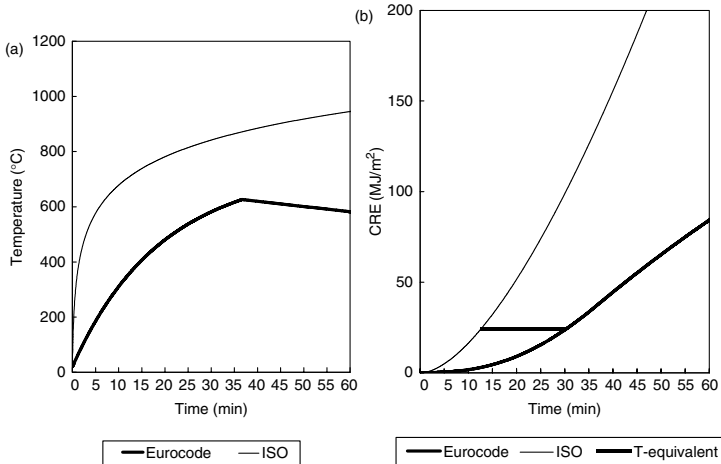 (a)
1200
1000
800
600
400
200
0
Temperature (°C)
0 5 10 15 20 25 30 35 40 45 50 55 60
Time (min)
Eurocode ISO
(b)
200
150
100
50
0
CRE (MJ/m²)
0 5 10 15 20 25 30 35 40 45 50 55 60
Time (min)
Eurocode ISO T-equivalent